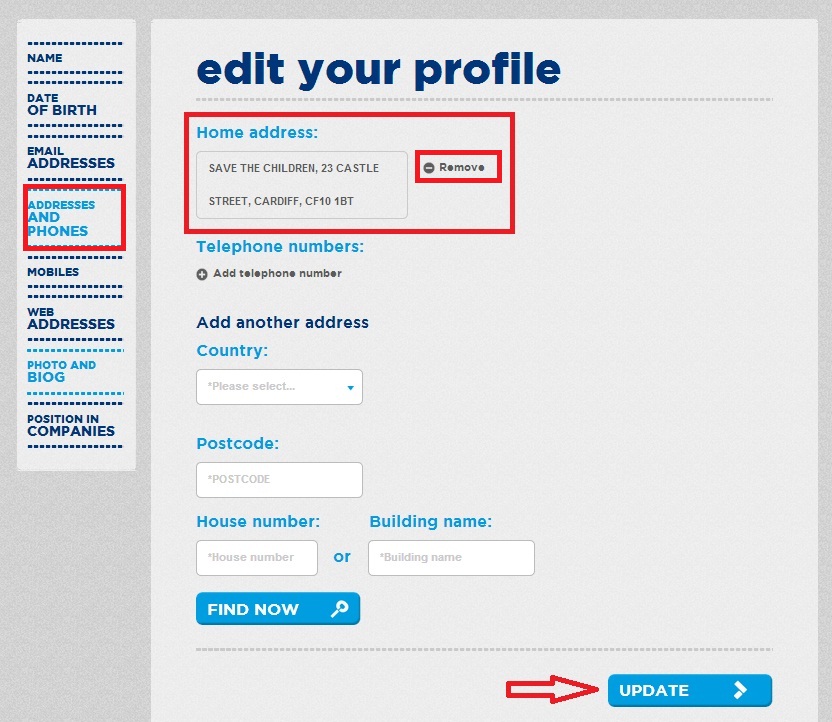 NAME
DATE
OF BIRTH
EMAIL
ADDRESSES
ADDRESSES
AND
PHONES
MOBILES
WEB
ADDRESSES
PHOTO AND
BIOG
POSITION IN
COMPANIES
edit your profile
Home address:
SAVE THE CHILDREN, 23 CASTLE
STREET, CARDIFF, CF10 1BT
Remove
Telephone numbers:
Add telephone number
Add another address
Country:
*Please select...
Postcode:
*POSTCODE
House number: Building name:
*House number or *Building name
FIND NOW
UPDATE